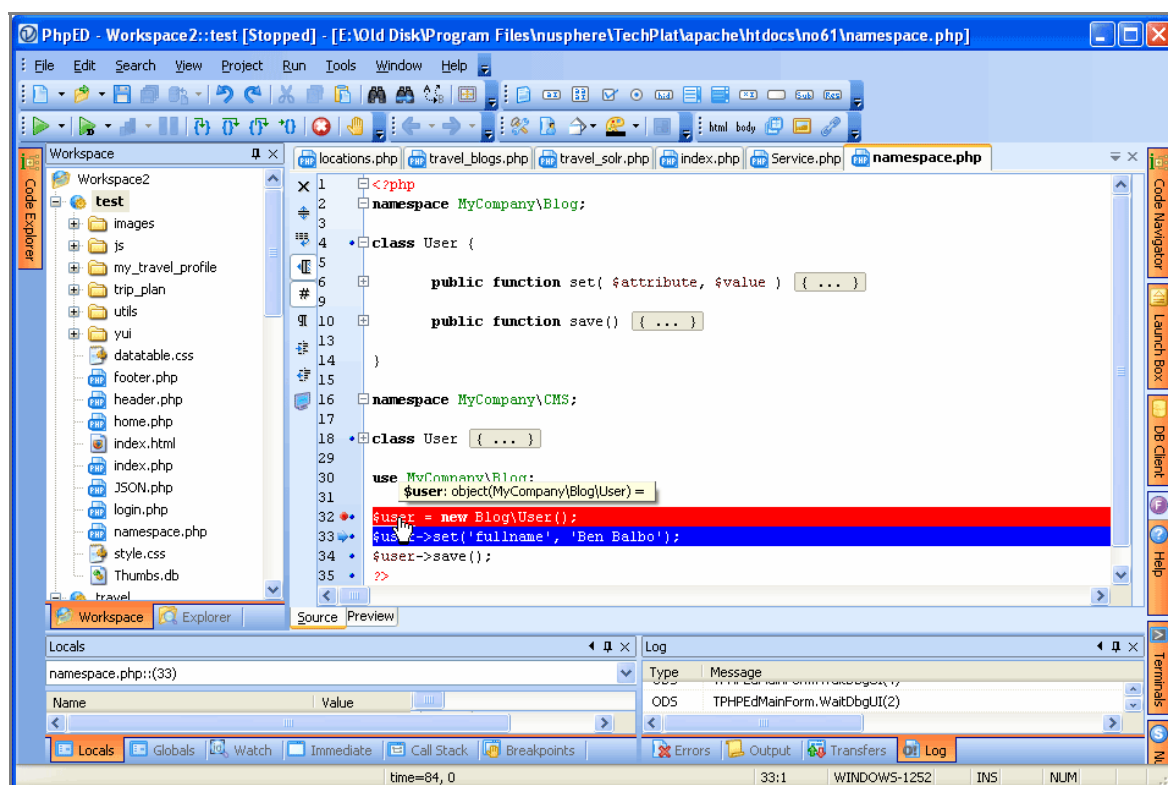 PhpED - Workspace2::test [Stopped] - [E:\Old Disk\Program Files\nusphere\TechPlat\apache\htdocs\no61\namespace.php]
File Edit Search View Project Run Tools Window Help
html body
Workspace
locations.php travel_blogs.php travel_solr.php index.php Service.php namespace.php
Code Explorer
Workspace2
test
images
js
my_travel_profile
trip_plan
utils
yui
datatable.css
footer.php
header.php
home.php
index.html
index.php
JSON.php
login.php
namespace.php
style.css
Thumbs.db
travel
Workspace Explorer
1 <?php
2 namespace MyCompany\Blog;
3
4 class User {
5
6 public function set( $attribute, $value ) { ... }
9
10 public function save() { ... }
13
14 }
15
16 namespace MyCompany\CMS;
17
18 class User { ... }
29
30 use MyCompany\Blog;
$user: object(MyCompany\Blog\User) =
31
32 $user = new Blog\User();
33 $user->set('fullname', 'Ben Balbo');
34 $user->save();
35 ?>
Source Preview
Code Navigator
Launch Box
DB Client
Help
Terminals
Locals
namespace.php::(33)
Name Value
Locals Globals Watch Immediate Call Stack Breakpoints
Log
Type Message
ODS TPHPEdMainForm.WaitDbgUI(2)
Errors Output Transfers Log
time=84, 0 33:1 WINDOWS-1252 INS NUM